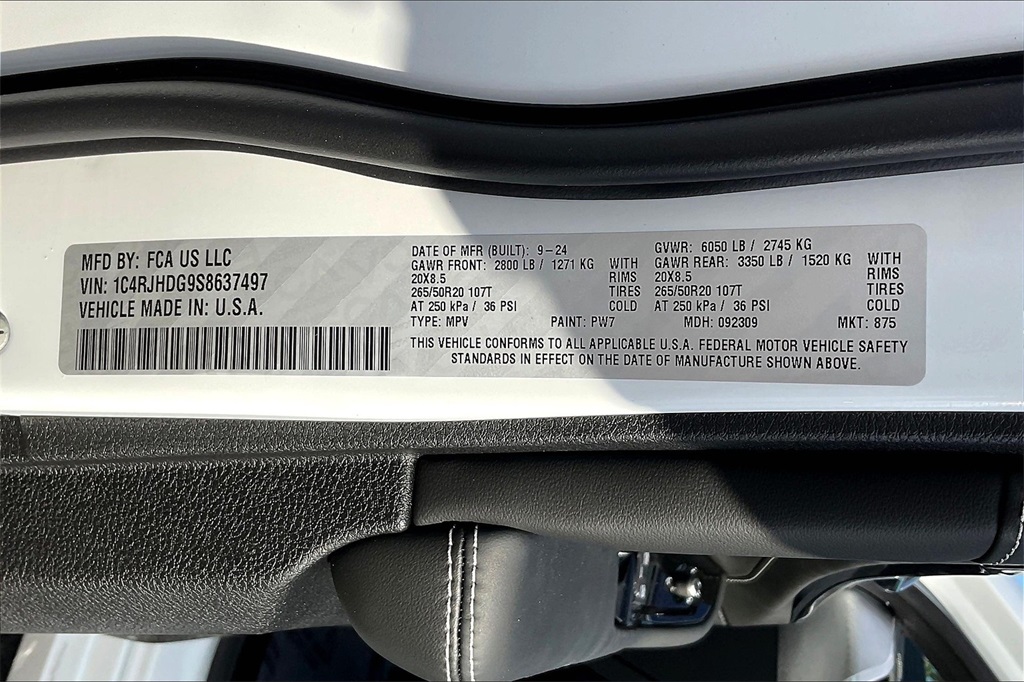 MFD BY: FCA US LLC
VIN: 1C4RJHDG9S8637497
VEHICLE MADE IN: U.S.A.
DATE OF MFR (BUILT): 9-24
GAWR FRONT: 2800 LB / 1271 KG WITH
20X8.5 RIMS
265/50R20 107T TIRES
AT 250 kPa / 36 PSI COLD
TYPE: MPV PAINT: PW7
GVWR: 6050 LB / 2745 KG
GAWR REAR: 3350 LB / 1520 KG WITH
20X8.5 RIMS
265/50R20 107T TIRES
AT 250 kPa / 36 PSI COLD
MDH: 092309 MKT: 875
THIS VEHICLE CONFORMS TO ALL APPLICABLE U.S.A. FEDERAL MOTOR VEHICLE SAFETY
STANDARDS IN EFFECT ON THE DATE OF MANUFACTURE SHOWN ABOVE.